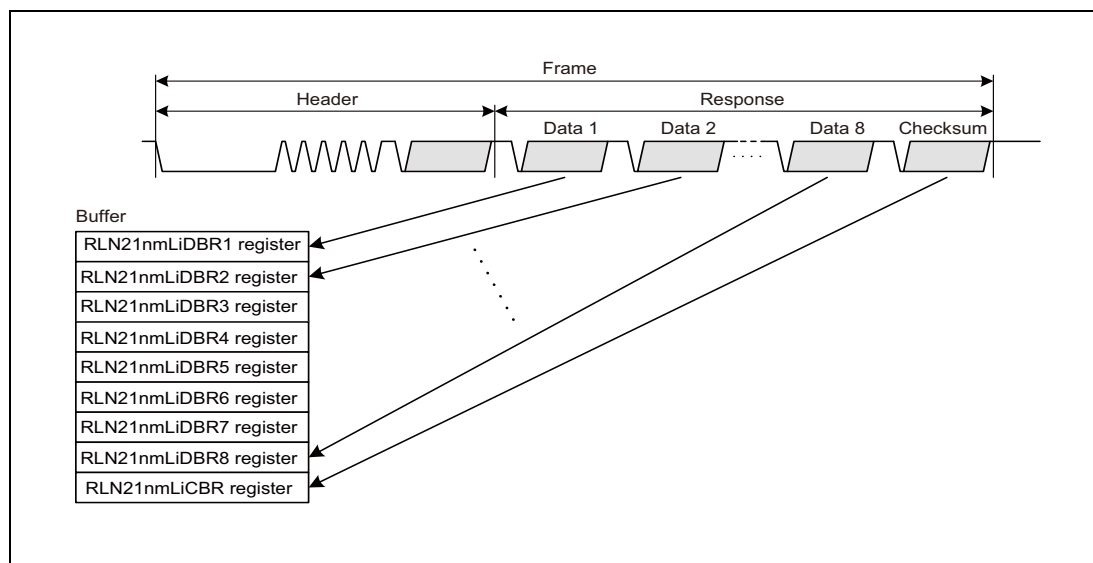 Frame
Header Response
Data 1 Data 2 Data 8 Checksum
Buffer
RLN21nmLiDBR1 register
RLN21nmLiDBR2 register
RLN21nmLiDBR3 register
RLN21nmLiDBR4 register
RLN21nmLiDBR5 register
RLN21nmLiDBR6 register
RLN21nmLiDBR7 register
RLN21nmLiDBR8 register
RLN21nmLiCBR register